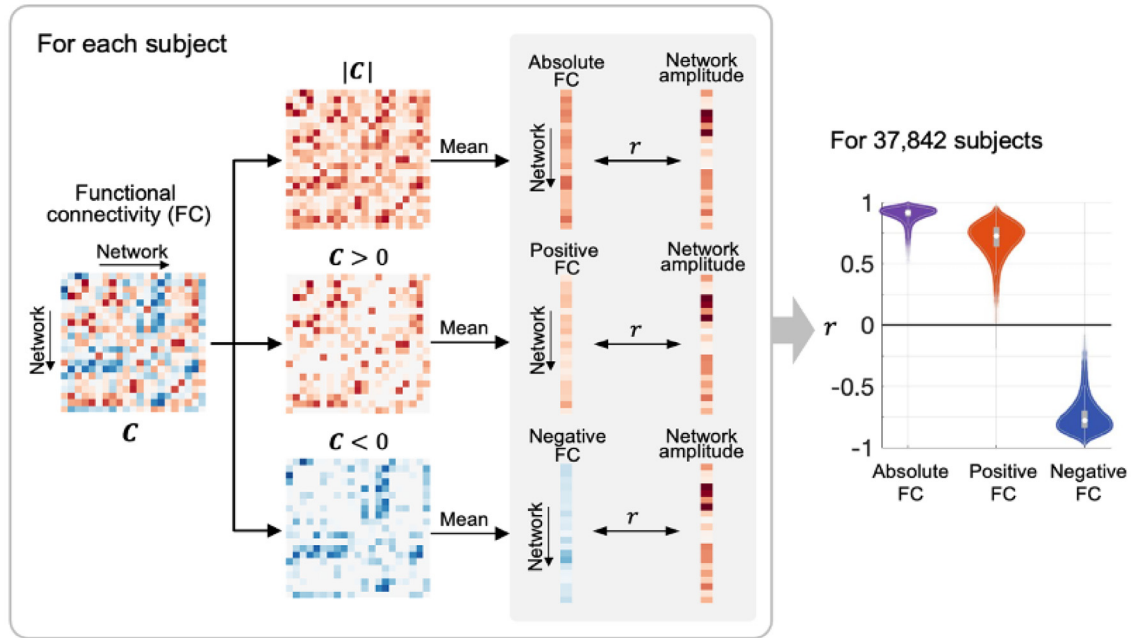 For each subject
|C|
Absolute
FC
Network
amplitude
Mean
Network
r
Functional
connectivity (FC)
Network
Network
C
C > 0
Positive
FC
Network
amplitude
Mean
Network
r
C < 0
Negative
FC
Network
amplitude
Mean
Network
r
For 37,842 subjects
1
0.5
0
-0.5
-1
r
Absolute
FC
Positive
FC
Negative
FC